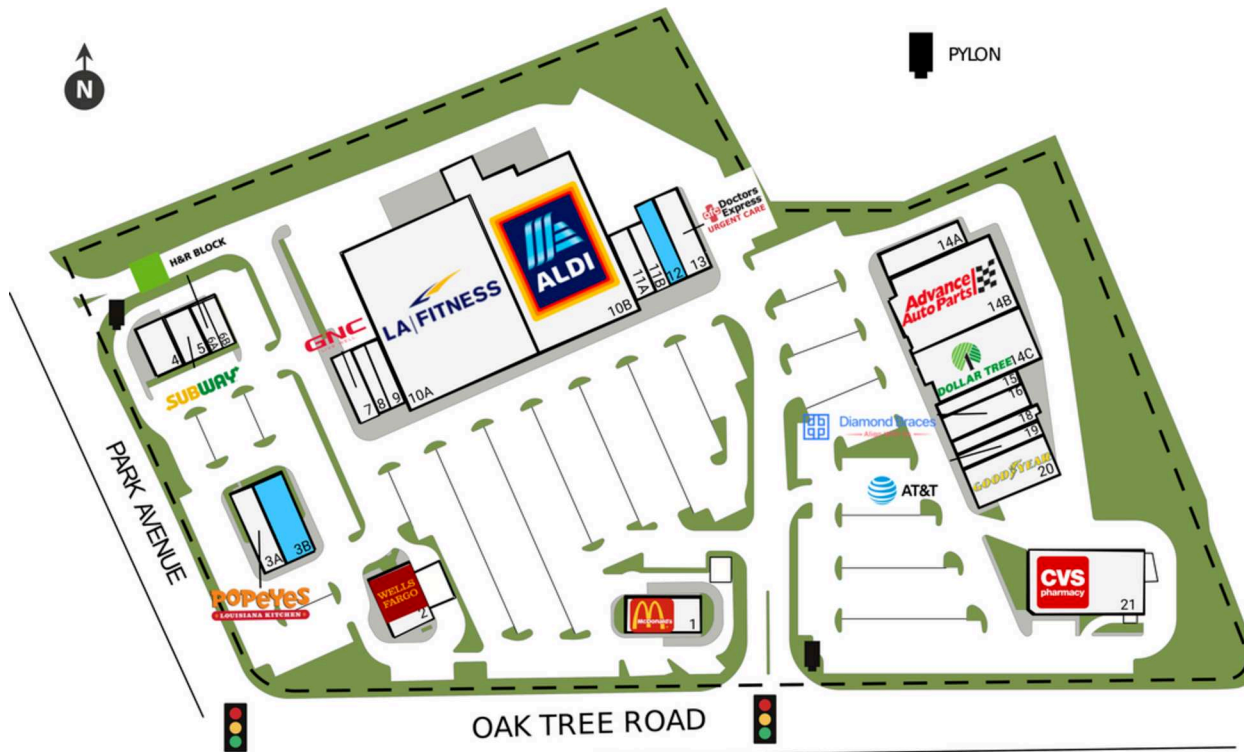 N
PYLON
H&R BLOCK
Doctors
Express
URGENT CARE
ALDI
LA|FITNESS
GNC
10B
11A
11B
12
13
14A
Advance
Auto Parts
14B
DOLLAR TREE
14C
15
16
18
19
GOODYEAR
20
4
5
6A
6B
SUBWAY
7
8
9
10A
Diamond Braces
AT&T
PARK AVENUE
3A
3B
POPEYES
LOUISIANA KITCHEN
WELLS
FARGO
2
McDonald's
1
CVS
pharmacy
21
OAK TREE ROAD